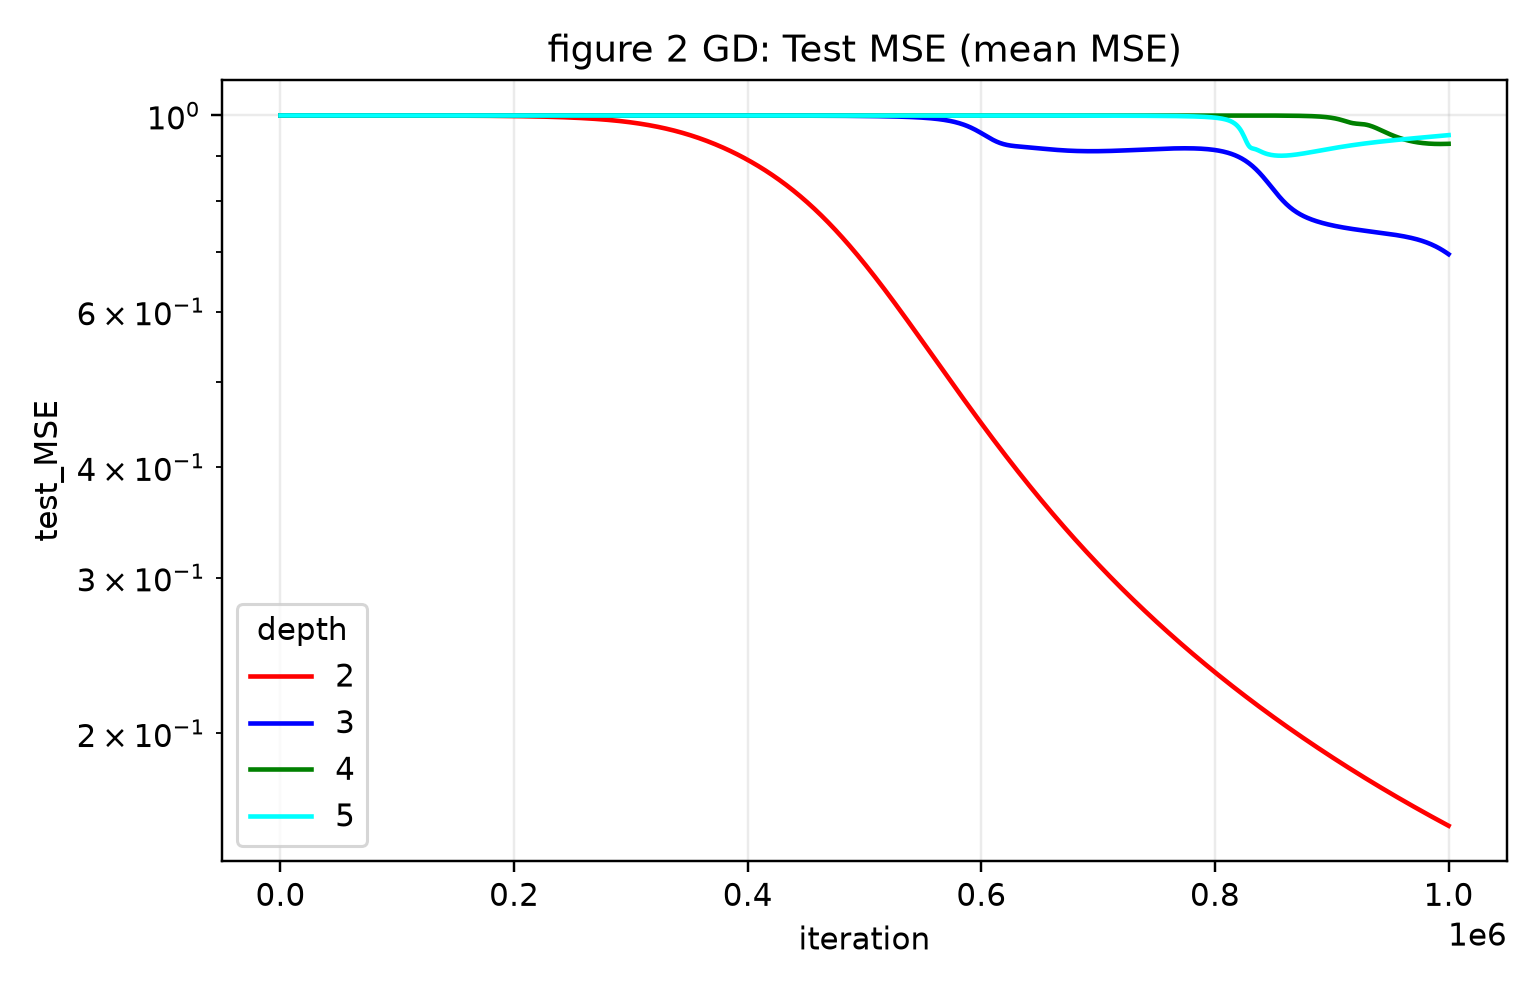 figure 2 GD: Test MSE (mean MSE)
10⁰
6 × 10⁻¹
4 × 10⁻¹
3 × 10⁻¹
2 × 10⁻¹
test_MSE
depth
2
3
4
5
0.0 0.2 0.4 0.6 0.8 1.0
1e6
iteration